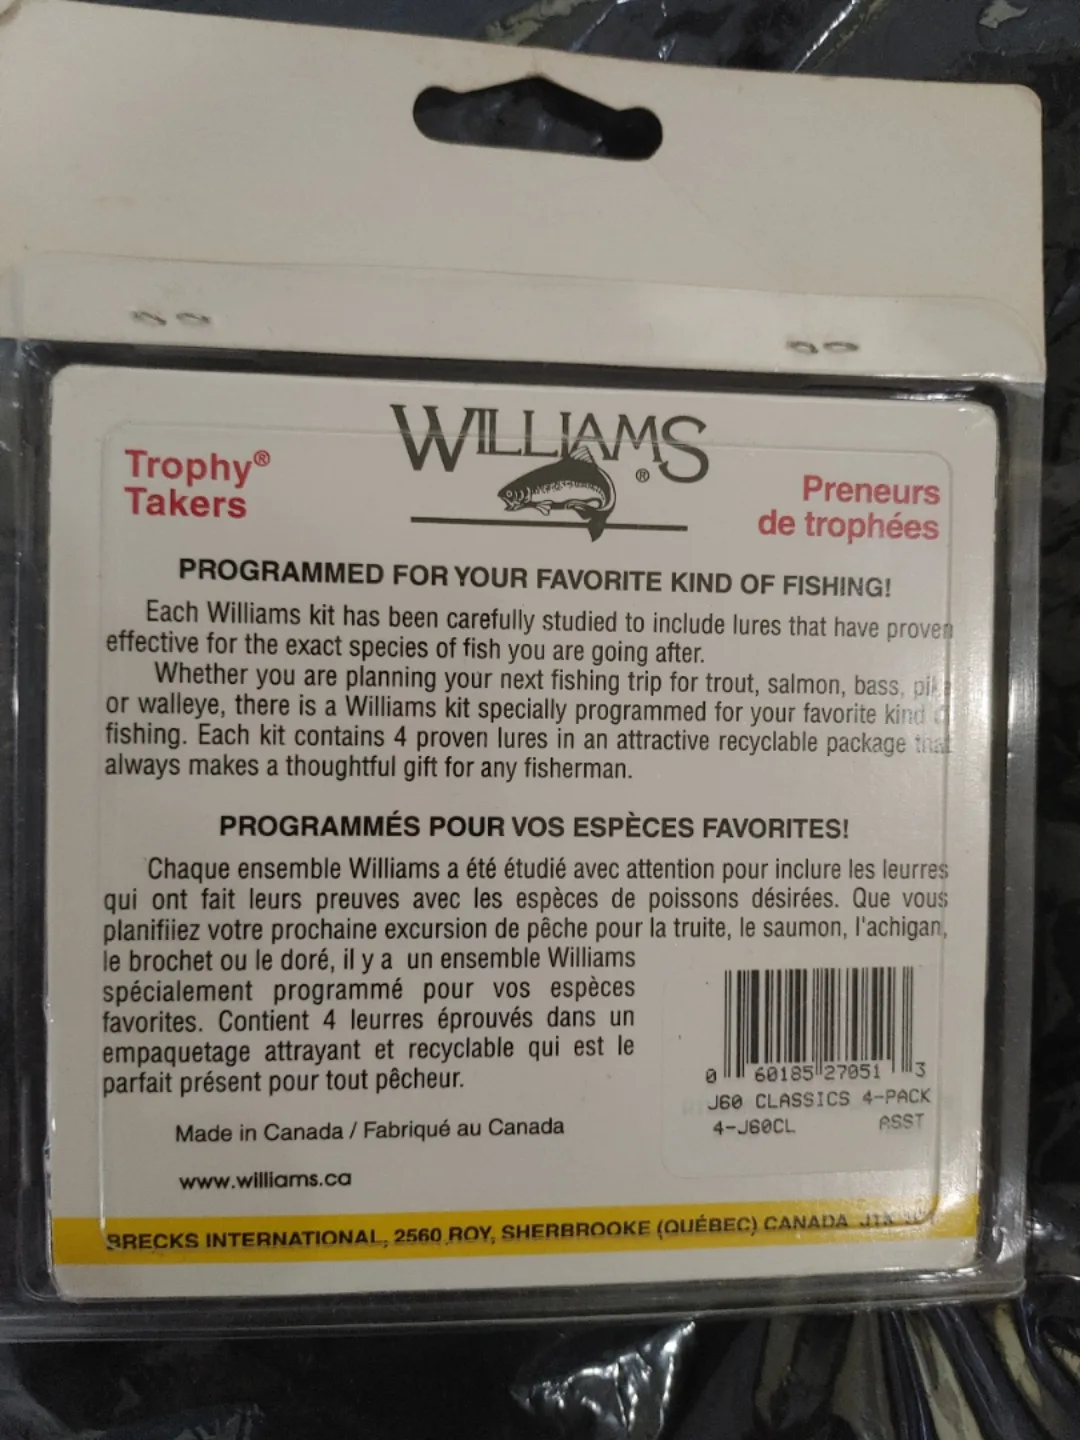 WILLIAMS®
Trophy®
Takers
Preneurs
de trophées
PROGRAMMED FOR YOUR FAVORITE KIND OF FISHING!
Each Williams kit has been carefully studied to include lures that have proven
effective for the exact species of fish you are going after.
Whether you are planning your next fishing trip for trout, salmon, bass, pike
or walleye, there is a Williams kit specially programmed for your favorite kind of
fishing. Each kit contains 4 proven lures in an attractive recyclable package that
always makes a thoughtful gift for any fisherman.
PROGRAMMÉS POUR VOS ESPÈCES FAVORITES!
Chaque ensemble Williams a été étudié avec attention pour inclure les leurres
qui ont fait leurs preuves avec les espèces de poissons désirées. Que vous
planifiiez votre prochaine excursion de pêche pour la truite, le saumon, l'achigan,
le brochet ou le doré, il y a un ensemble Williams
spécialement programmé pour vos espèces
favorites. Contient 4 leurres éprouvés dans un
empaquetage attrayant et recyclable qui est le
parfait présent pour tout pêcheur.
0 60185 27051 3
J60 CLASSICS 4-PACK
4-J60CL ASST
Made in Canada / Fabriqué au Canada
www.williams.ca
BRECKS INTERNATIONAL, 2560 ROY, SHERBROOKE (QUÉBEC) CANADA